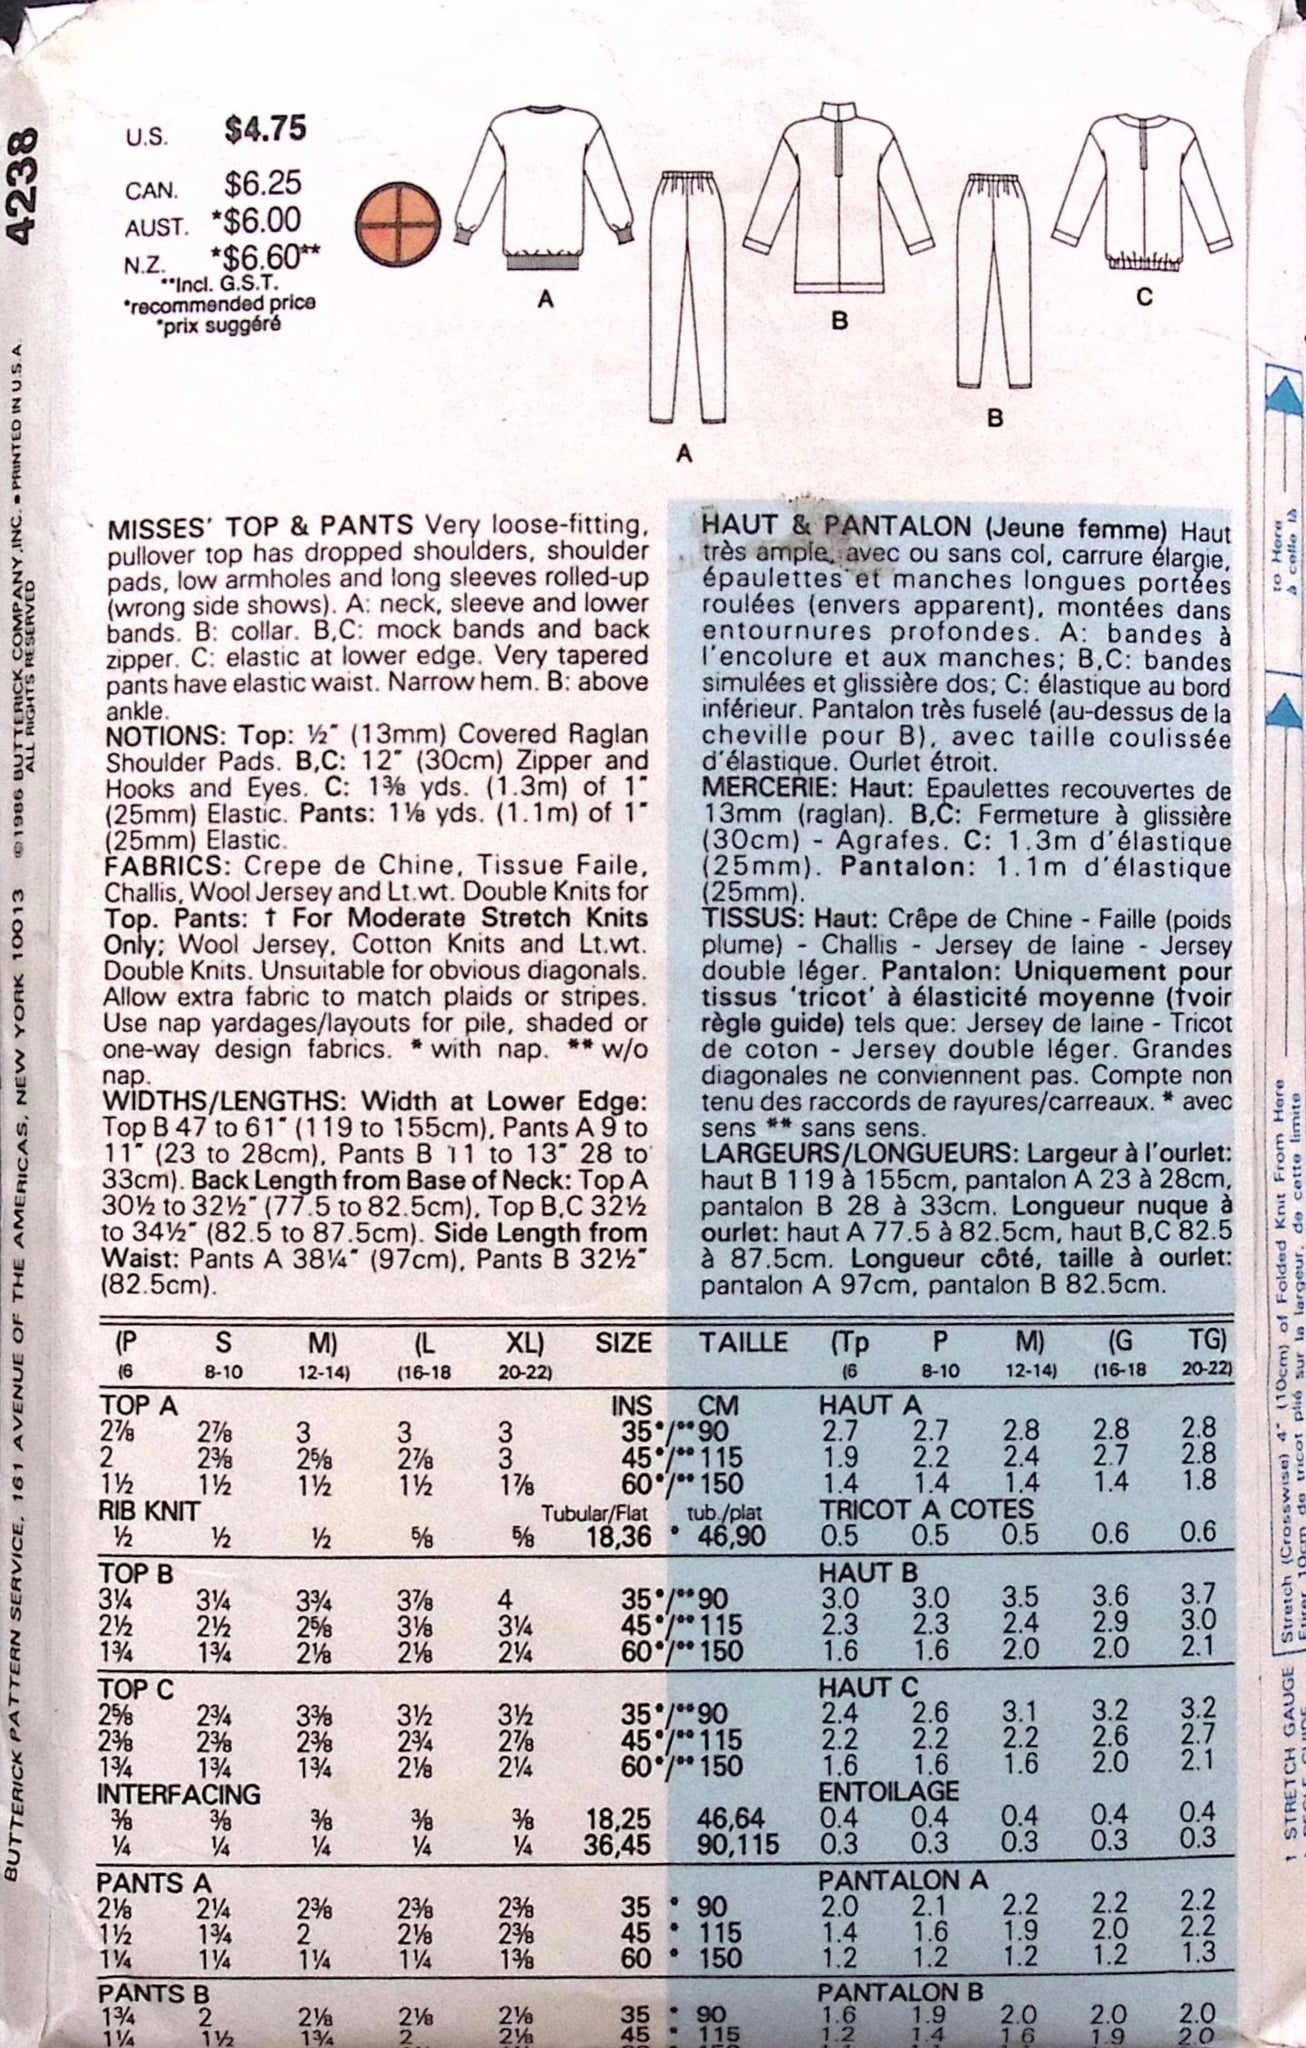 4238
U.S. $4.75
CAN. $6.25
AUST. *$6.00
N.Z. *$6.60**
**Incl. G.S.T.
*recommended price
*prix suggéré
A
B
C
A
B
MISSES' TOP & PANTS Very loose-fitting,
pullover top has dropped shoulders, shoulder
pads, low armholes and long sleeves rolled-up
(wrong side shows). A: neck, sleeve and lower
bands. B: collar. B,C: mock bands and back
zipper. C: elastic at lower edge. Very tapered
pants have elastic waist. Narrow hem. B: above
ankle.
NOTIONS: Top: ½″ (13mm) Covered Raglan
Shoulder Pads. B,C: 12″ (30cm) Zipper and
Hooks and Eyes. C: 1⅜ yds. (1.3m) of 1″
(25mm) Elastic. Pants: 1⅛ yds. (1.1m) of 1″
(25mm) Elastic.
FABRICS: Crepe de Chine, Tissue Faile,
Challis, Wool Jersey and Lt.wt. Double Knits for
Top. Pants: † For Moderate Stretch Knits
Only; Wool Jersey, Cotton Knits and Lt.wt.
Double Knits. Unsuitable for obvious diagonals.
Allow extra fabric to match plaids or stripes.
Use nap yardages/layouts for pile, shaded or
one-way design fabrics. * with nap. ** w/o
nap.
WIDTHS/LENGTHS: Width at Lower Edge:
Top B 47 to 61″ (119 to 155cm), Pants A 9 to
11″ (23 to 28cm), Pants B 11 to 13″ 28 to
33cm). Back Length from Base of Neck: Top A
30½ to 32½″ (77.5 to 82.5cm), Top B,C 32½
to 34½″ (82.5 to 87.5cm). Side Length from
Waist: Pants A 38¼″ (97cm), Pants B 32½″
(82.5cm).
HAUT & PANTALON (Jeune femme) Haut
très ample, avec ou sans col, carrure élargie,
épaulettes et manches longues portées
roulées (envers apparent), montées dans
entournures profondes. A: bandes à
l'encolure et aux manches; B,C: bandes
simulées et glissière dos; C: élastique au bord
inférieur. Pantalon très fuselé (au-dessus de la
cheville pour B), avec taille coulissée
d'élastique. Ourlet étroit.
MERCERIE: Haut: Epaulettes recouvertes de
13mm (raglan). B,C: Fermeture à glissière
(30cm) - Agrafes. C: 1.3m d'élastique
(25mm). Pantalon: 1.1m d'élastique
(25mm).
TISSUS: Haut: Crêpe de Chine - Faille (poids
plume) - Challis - Jersey de laine - Jersey
double léger. Pantalon: Uniquement pour
tissus 'tricot' à élasticité moyenne (†voir
règle guide) tels que: Jersey de laine - Tricot
de coton - Jersey double léger. Grandes
diagonales ne conviennent pas. Compte non
tenu des raccords de rayures/carreaux. * avec
sens ** sans sens.
LARGEURS/LONGUEURS: Largeur à l'ourlet:
haut B 119 à 155cm, pantalon A 23 à 28cm,
pantalon B 28 à 33cm. Longueur nuque à
ourlet: haut A 77.5 à 82.5cm, haut B,C 82.5
à 87.5cm. Longueur côté, taille à ourlet:
pantalon A 97cm, pantalon B 82.5cm.
(P S M) (L XL) SIZE TAILLE (Tp P M) (G TG)
(6 8-10 12-14) (16-18 20-22) (6 8-10 12-14) (16-18 20-22)
TOP A INS CM HAUT A
2⅞ 2⅞ 3 3 3 35*/**90 2.7 2.7 2.8 2.8 2.8
2 2⅜ 2⅝ 2⅞ 3 45*/**115 1.9 2.2 2.4 2.7 2.8
1½ 1½ 1½ 1½ 1⅞ 60*/**150 1.4 1.4 1.4 1.4 1.8
RIB KNIT Tubular/Flat tub./plat TRICOT A COTES
½ ½ ½ ⅝ ⅝ 18,36 * 46,90 0.5 0.5 0.5 0.6 0.6
TOP B HAUT B
3¼ 3¼ 3¾ 3⅞ 4 35*/**90 3.0 3.0 3.5 3.6 3.7
2½ 2½ 2⅝ 3⅛ 3¼ 45*/**115 2.3 2.3 2.4 2.9 3.0
1¾ 1¾ 2⅛ 2⅛ 2¼ 60*/**150 1.6 1.6 2.0 2.0 2.1
TOP C HAUT C
2⅝ 2¾ 3⅜ 3½ 3½ 35*/**90 2.4 2.6 3.1 3.2 3.2
2⅜ 2⅜ 2⅜ 2¾ 2⅞ 45*/**115 2.2 2.2 2.2 2.6 2.7
1¾ 1¾ 1¾ 2⅛ 2¼ 60*/**150 1.6 1.6 1.6 2.0 2.1
INTERFACING ENTOILAGE
⅜ ⅜ ⅜ ⅜ ⅜ 18,25 46,64 0.4 0.4 0.4 0.4 0.4
¼ ¼ ¼ ¼ ¼ 36,45 90,115 0.3 0.3 0.3 0.3 0.3
PANTS A PANTALON A
2⅛ 2¼ 2⅜ 2⅜ 2⅜ 35 * 90 2.0 2.1 2.2 2.2 2.2
1½ 1¾ 2 2⅛ 2⅜ 45 * 115 1.4 1.6 1.9 2.0 2.2
1¼ 1¼ 1¼ 1¼ 1⅜ 60 * 150 1.2 1.2 1.2 1.2 1.3
PANTS B PANTALON B
1¾ 2 2⅛ 2⅛ 2⅛ 35 * 90 1.6 1.9 2.0 2.0 2.0
1¼ 1½ 1¾ 2 2⅛ 45 * 115 1.2 1.4 1.6 1.9 2.0
BUTTERICK PATTERN SERVICE, 161 AVENUE OF THE AMERICAS, NEW YORK 10013 ©1986 BUTTERICK COMPANY, INC. • PRINTED IN U.S.A.
ALL RIGHTS RESERVED
to Here
à celle là
Stretch (Crosswise) 4″ (10cm) of Folded Knit From Here
Etirer 10cm de tricot plié sur la largeur, de cette limite
STRETCH GAUGE